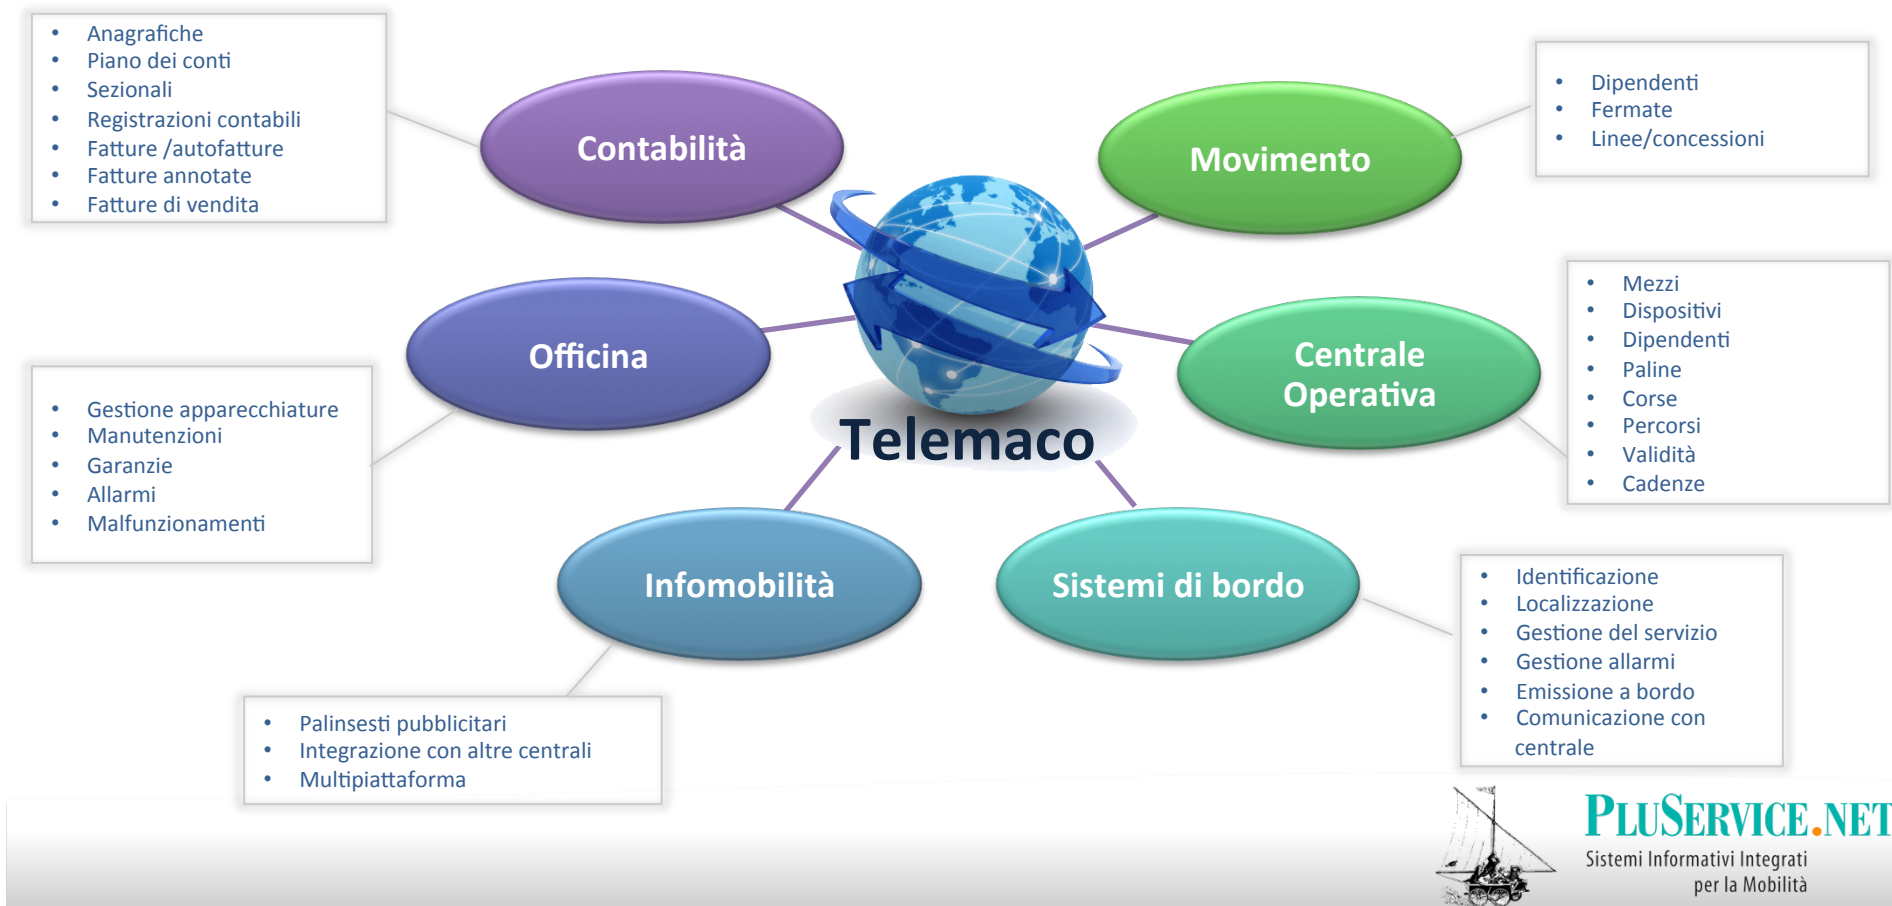 • Anagrafiche
• Piano dei conti
• Sezionali
• Registrazioni contabili
• Fatture /autofatture
• Fatture annotate
• Fatture di vendita
Contabilità
Movimento
• Dipendenti
• Fermate
• Linee/concessioni
Officina
• Gestione apparecchiature
• Manutenzioni
• Garanzie
• Allarmi
• Malfunzionamenti
Telemaco
Centrale
Operativa
• Mezzi
• Dispositivi
• Dipendenti
• Paline
• Corse
• Percorsi
• Validità
• Cadenze
Infomobilità
• Palinsesti pubblicitari
• Integrazione con altre centrali
• Multipiattaforma
Sistemi di bordo
• Identificazione
• Localizzazione
• Gestione del servizio
• Gestione allarmi
• Emissione a bordo
• Comunicazione con
centrale
PLUSERVICE.NET
Sistemi Informativi Integrati
per la Mobilità